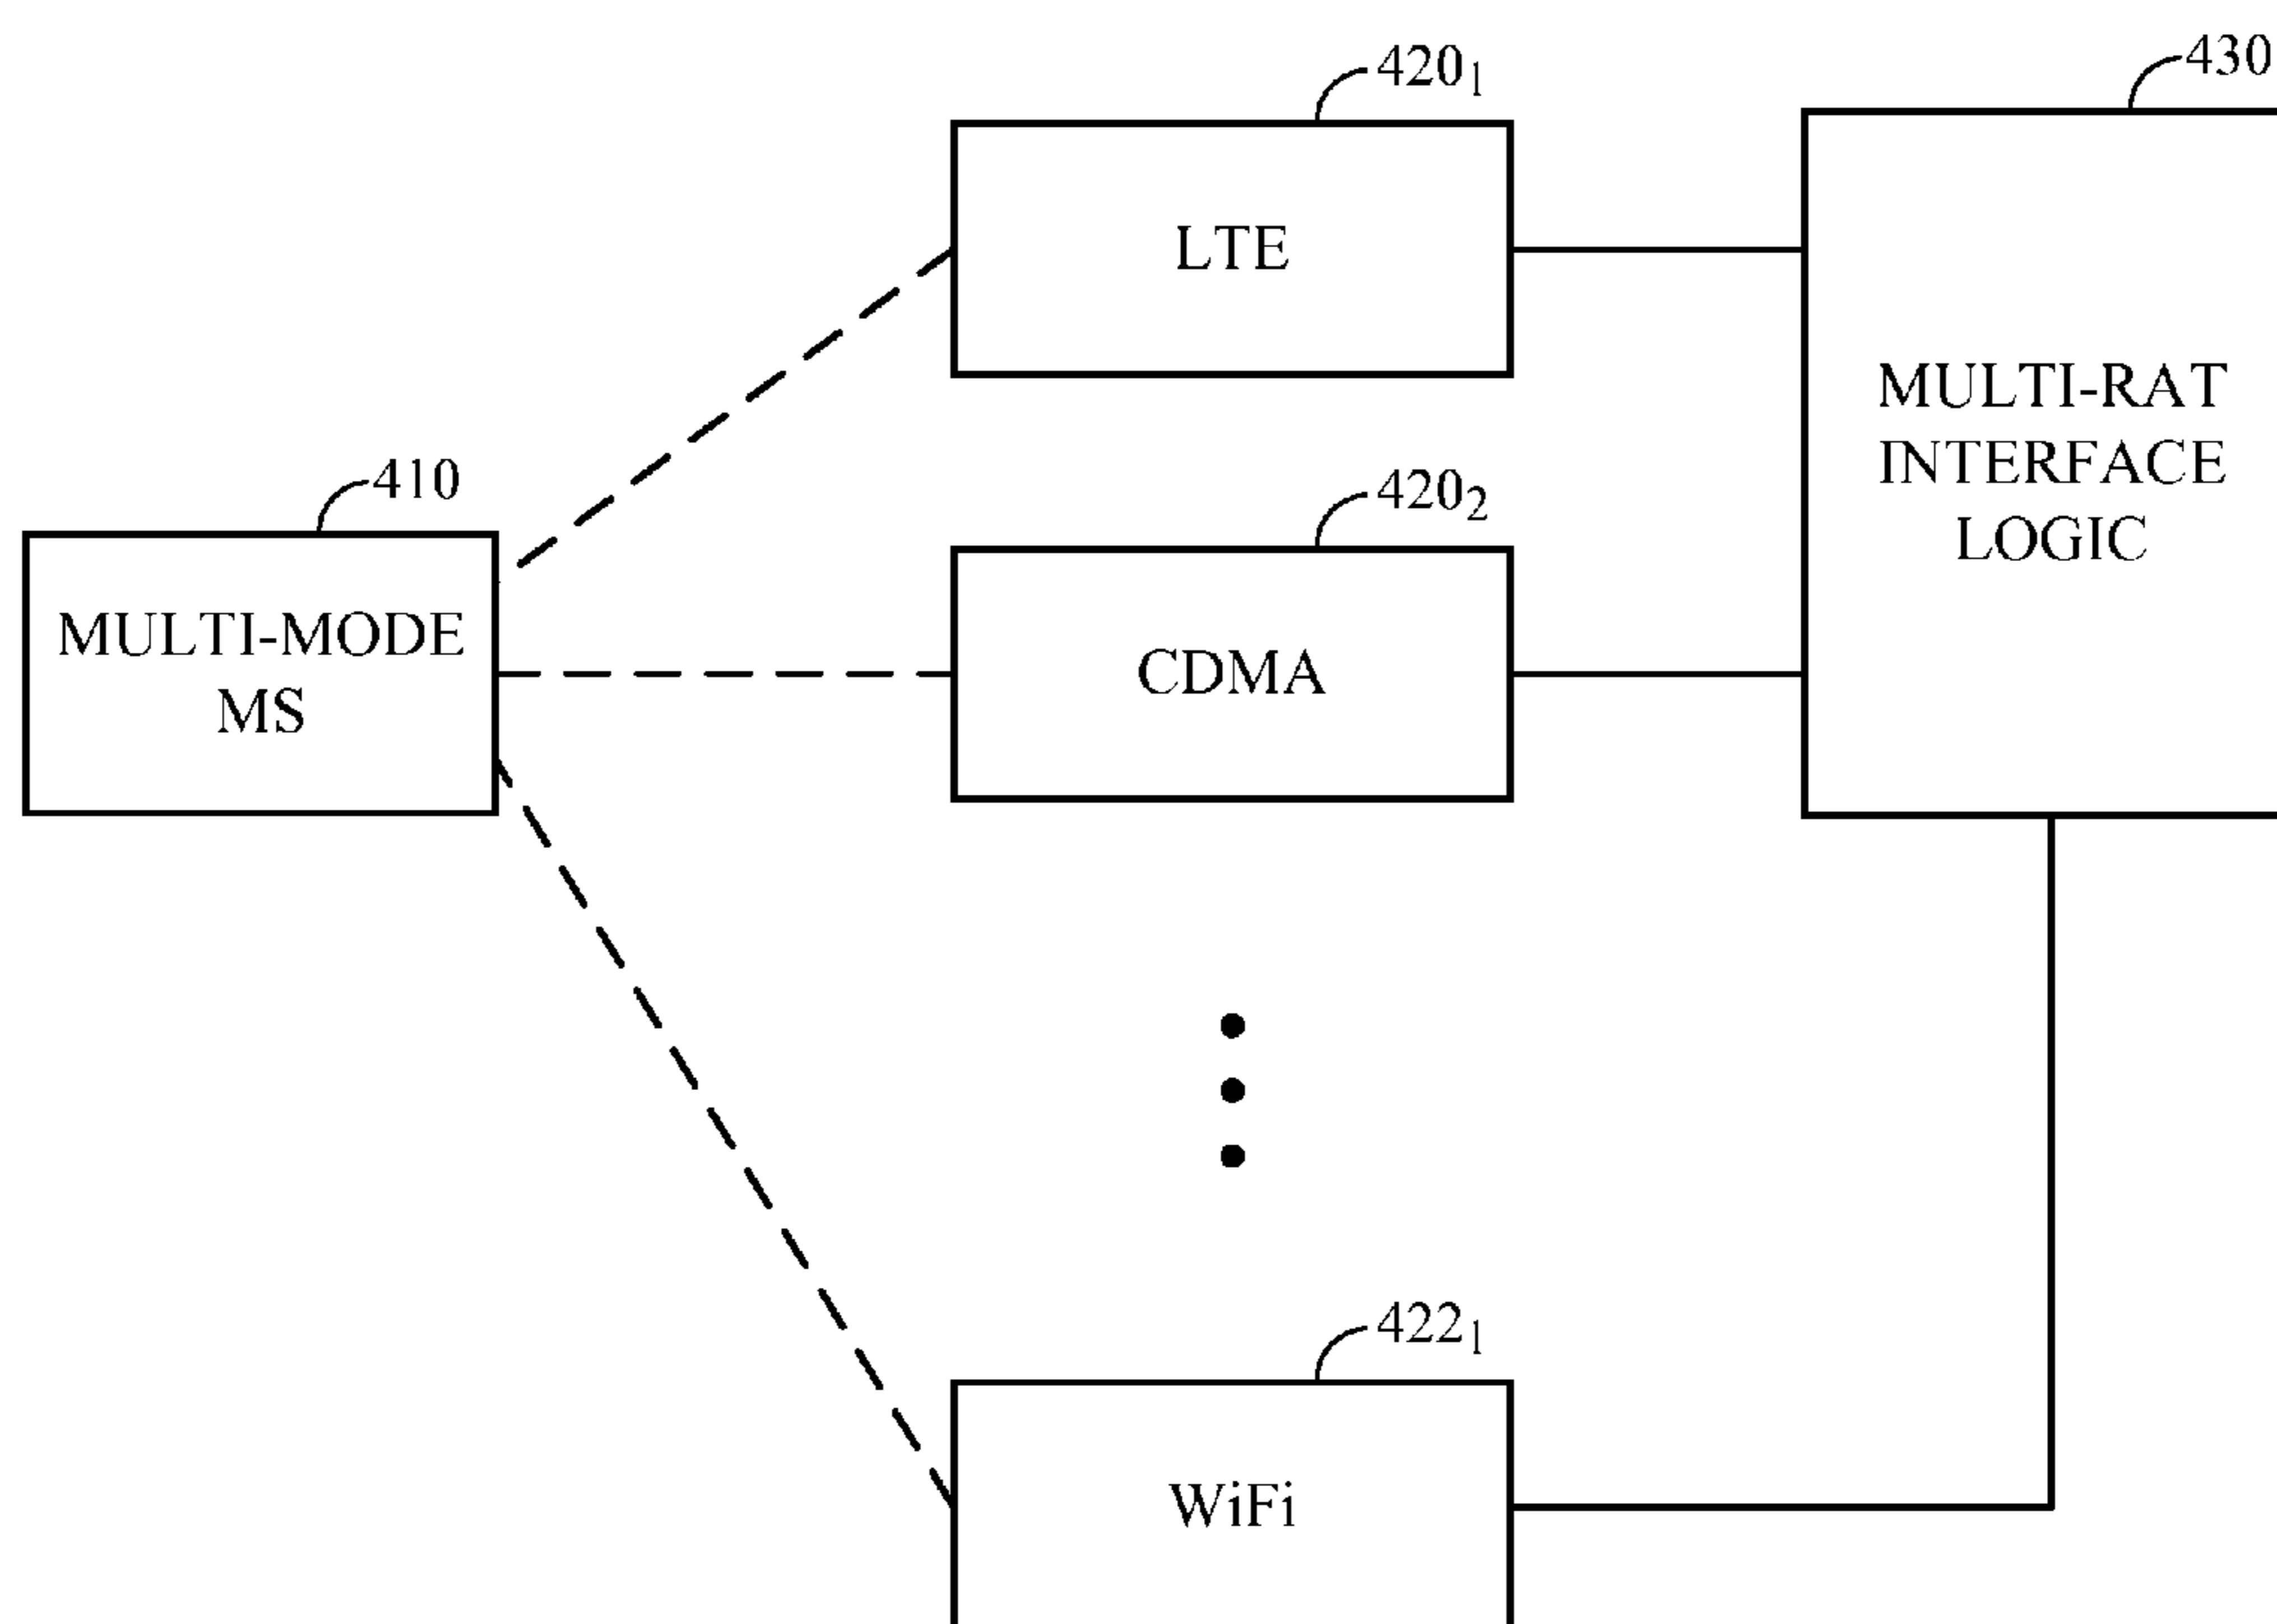 420₁
430
LTE
MULTI-RAT
INTERFACE
LOGIC
410
420₂
MULTI-MODE
MS
CDMA
422₁
WiFi